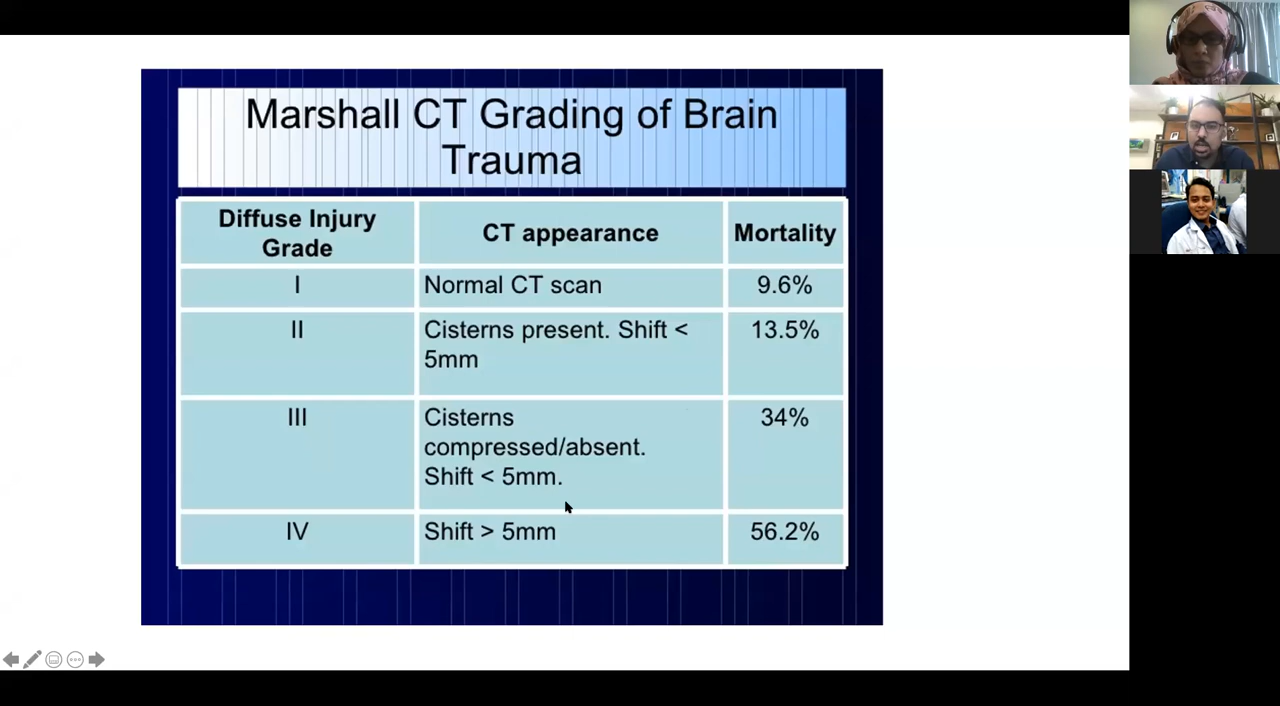 Marshall CT Grading of Brain
Trauma
Diffuse Injury
Grade
CT appearance
Mortality
I
Normal CT scan
9.6%
II
Cisterns present. Shift <
5mm
13.5%
III
Cisterns
compressed/absent.
Shift < 5mm.
34%
IV
Shift > 5mm
56.2%